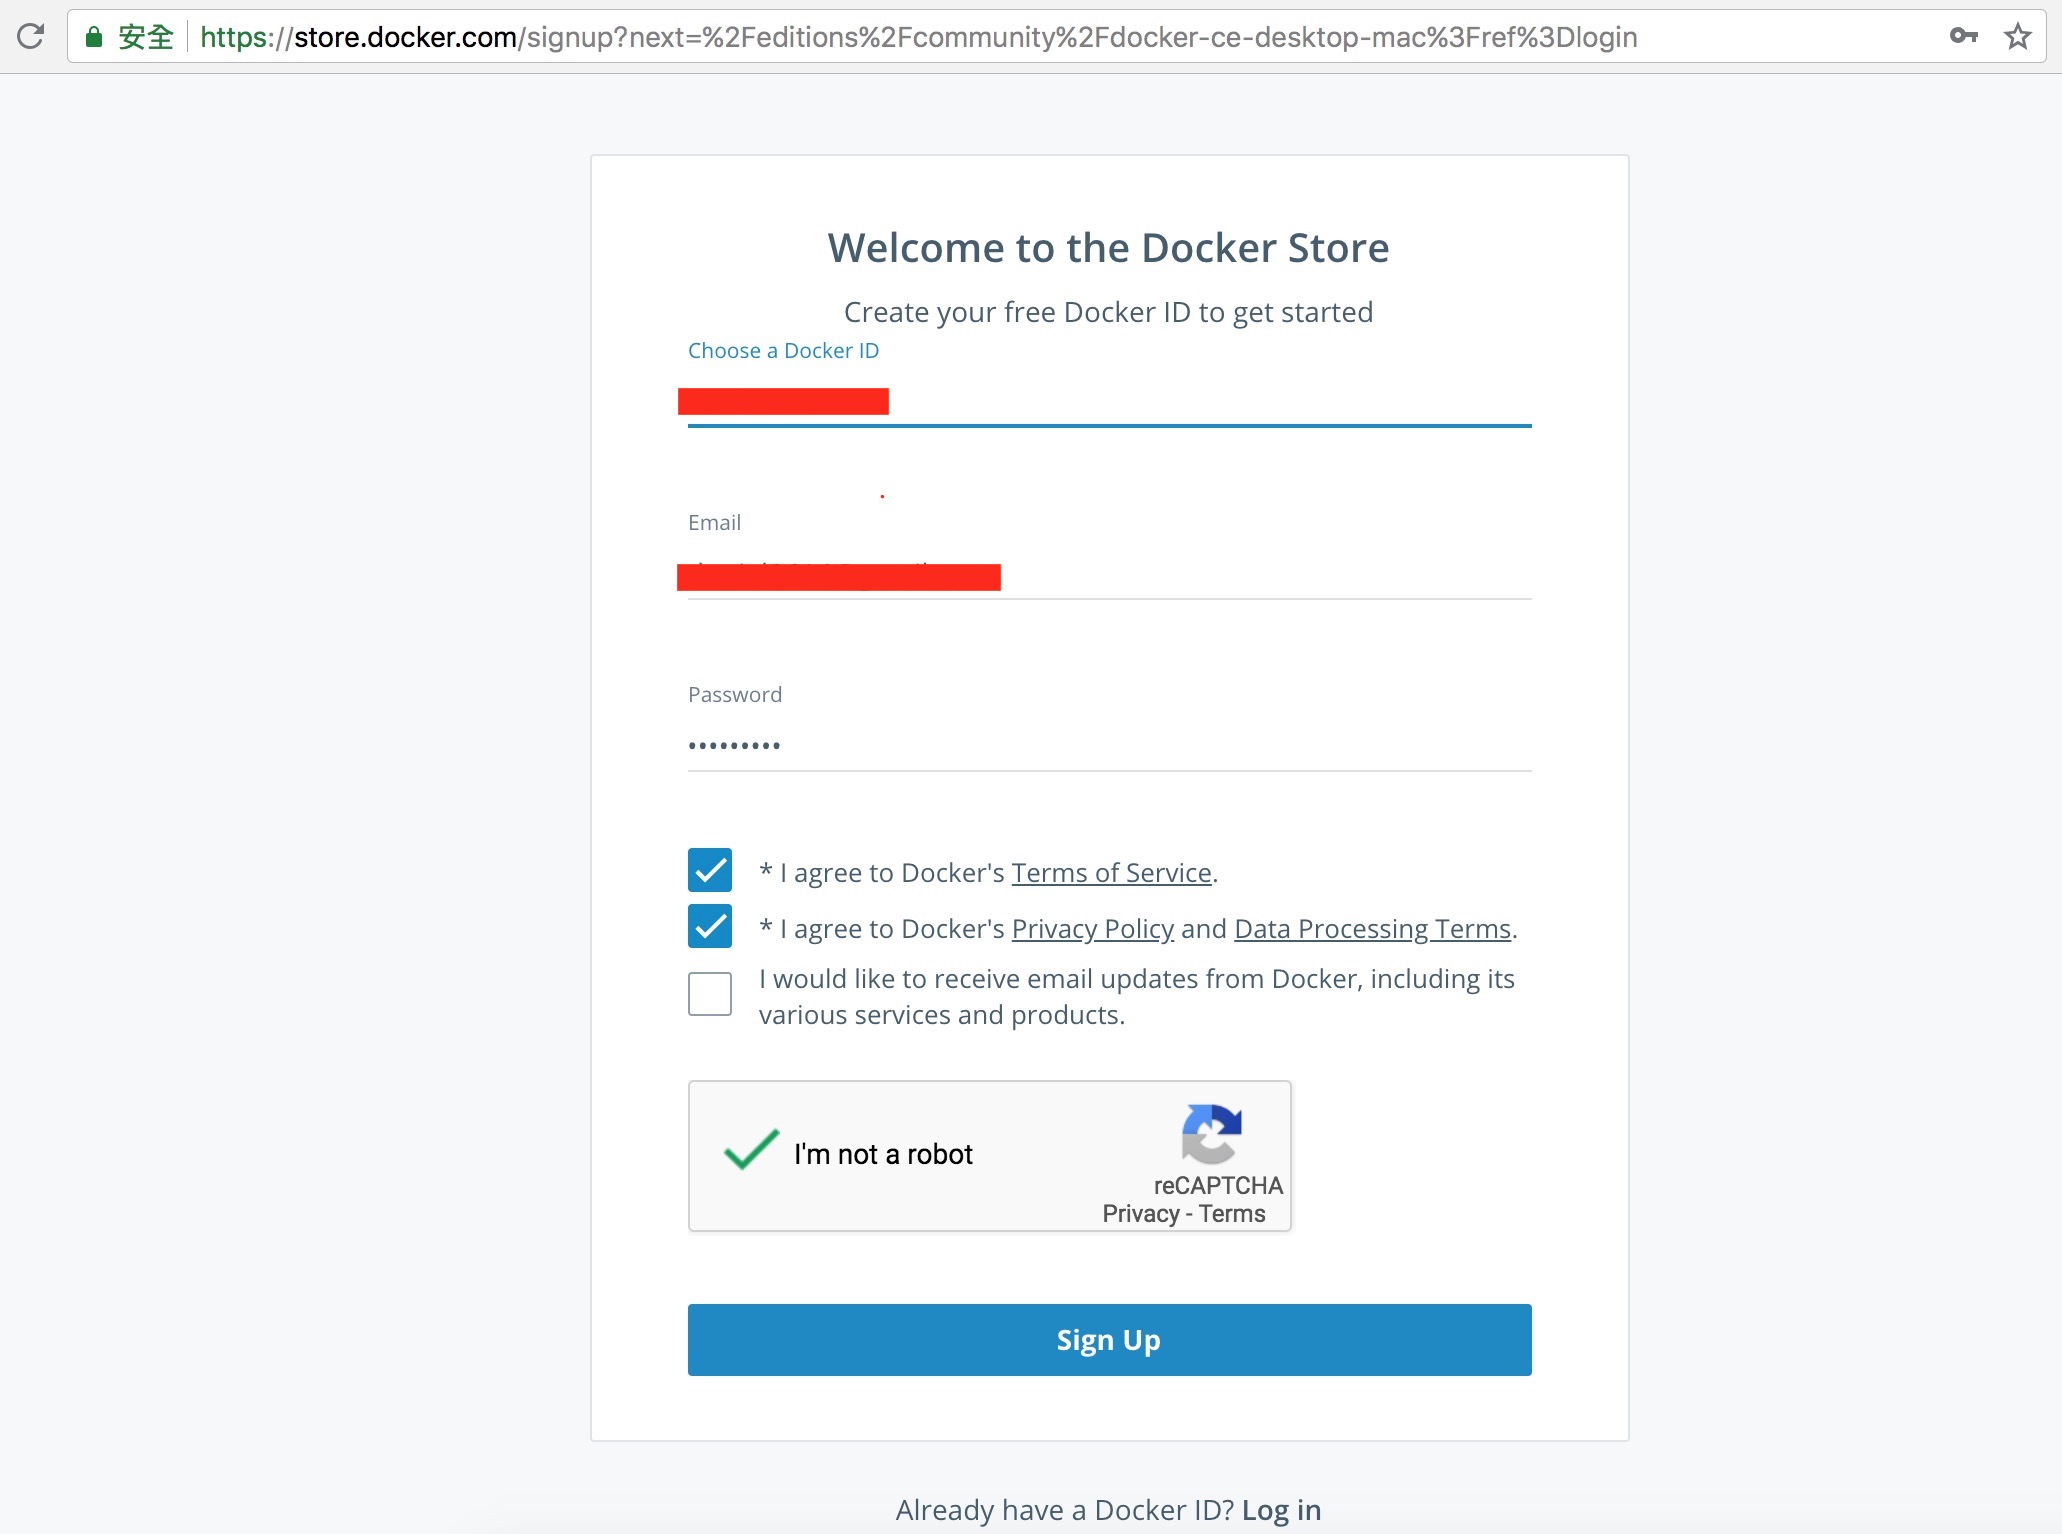 安全 https://store.docker.com/signup?next=%2Feditions%2Fcommunity%2Fdocker-ce-desktop-mac%3Fref%3Dlogin
Welcome to the Docker Store
Create your free Docker ID to get started
Choose a Docker ID
Email
Password
•••••••••
* I agree to Docker's Terms of Service.
* I agree to Docker's Privacy Policy and Data Processing Terms.
I would like to receive email updates from Docker, including its
various services and products.
I'm not a robot
reCAPTCHA
Privacy - Terms
Sign Up
Already have a Docker ID? Log in